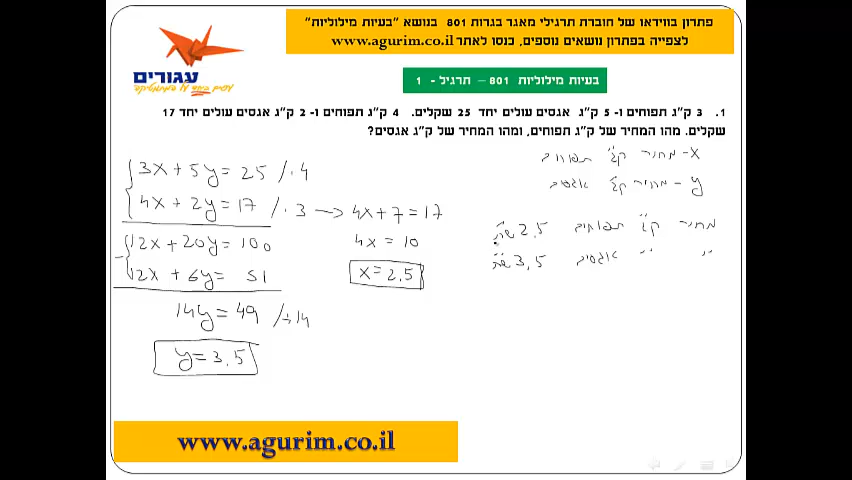 פתרון בווידאו של חוברת תרגילי מאגר בגרות 801 בנושא "בעיות מילוליות"
לצפייה בפתרון נושאים נוספים, כנסו לאתר www.agurim.co.il
עגורים
בעיות מילוליות 801 – תרגיל - 1
1. 3 ק"ג תפוחים ו- 5 ק"ג אגסים עולים יחד 25 שקלים. 4 ק"ג תפוחים ו- 2 ק"ג אגסים עולים יחד 17
שקלים. מהו המחיר של ק"ג תפוחים, ומהו המחיר של ק"ג אגסים?
x - מחיר ק"ג תפוחים
y - מחיר ק"ג אגסים
3x + 5y = 25 /·4
4x + 2y = 17 /·3 → 4x + 7 = 17
12x + 20y = 100
12x + 6y = 51
14y = 49 /÷14
y = 3.5
4x = 10
x = 2.5
מחיר ק"ג תפוחים 2.5 ש"ח
" " אגסים 3.5 ש"ח
www.agurim.co.il